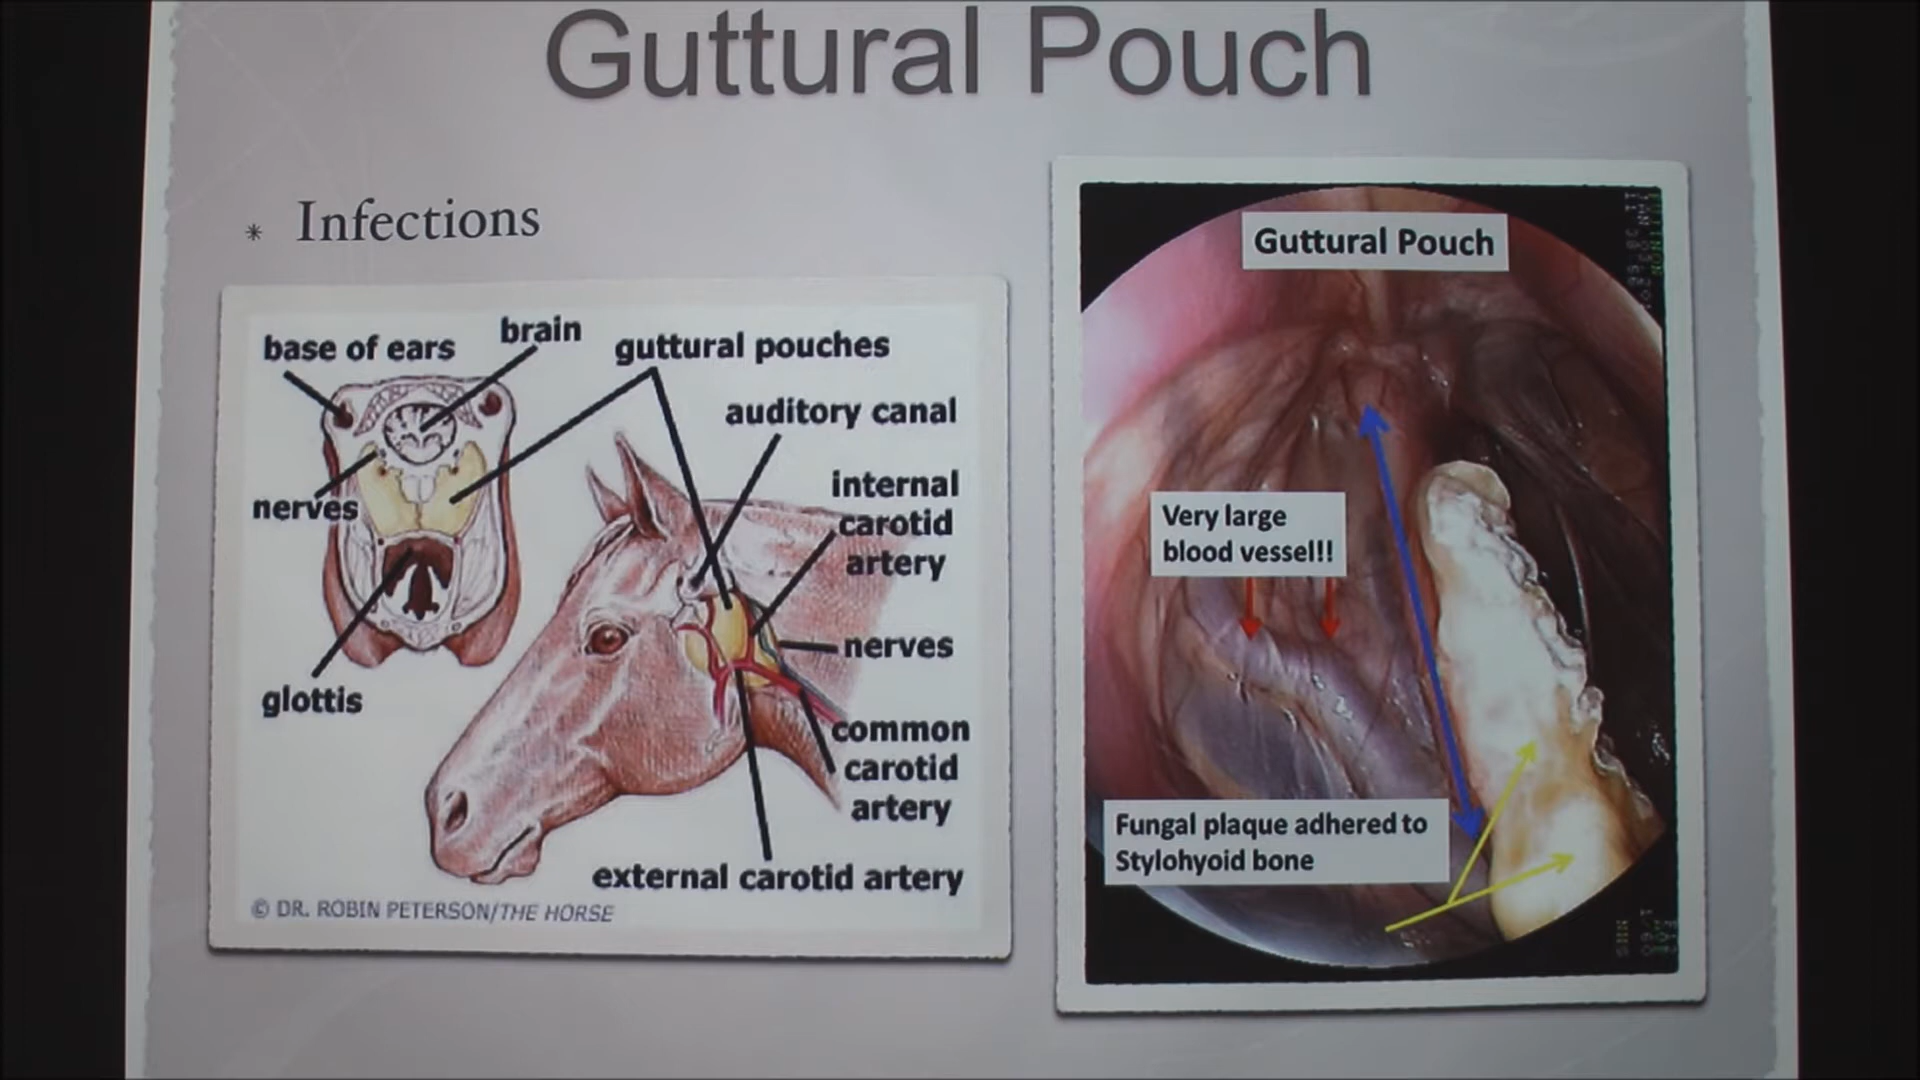 Guttural Pouch
* Infections
base of ears
brain
guttural pouches
auditory canal
internal
carotid
artery
nerves
nerves
glottis
common
carotid
artery
external carotid artery
© DR. ROBIN PETERSON/THE HORSE
Guttural Pouch
Very large
blood vessel!!
Fungal plaque adhered to
Stylohyoid bone